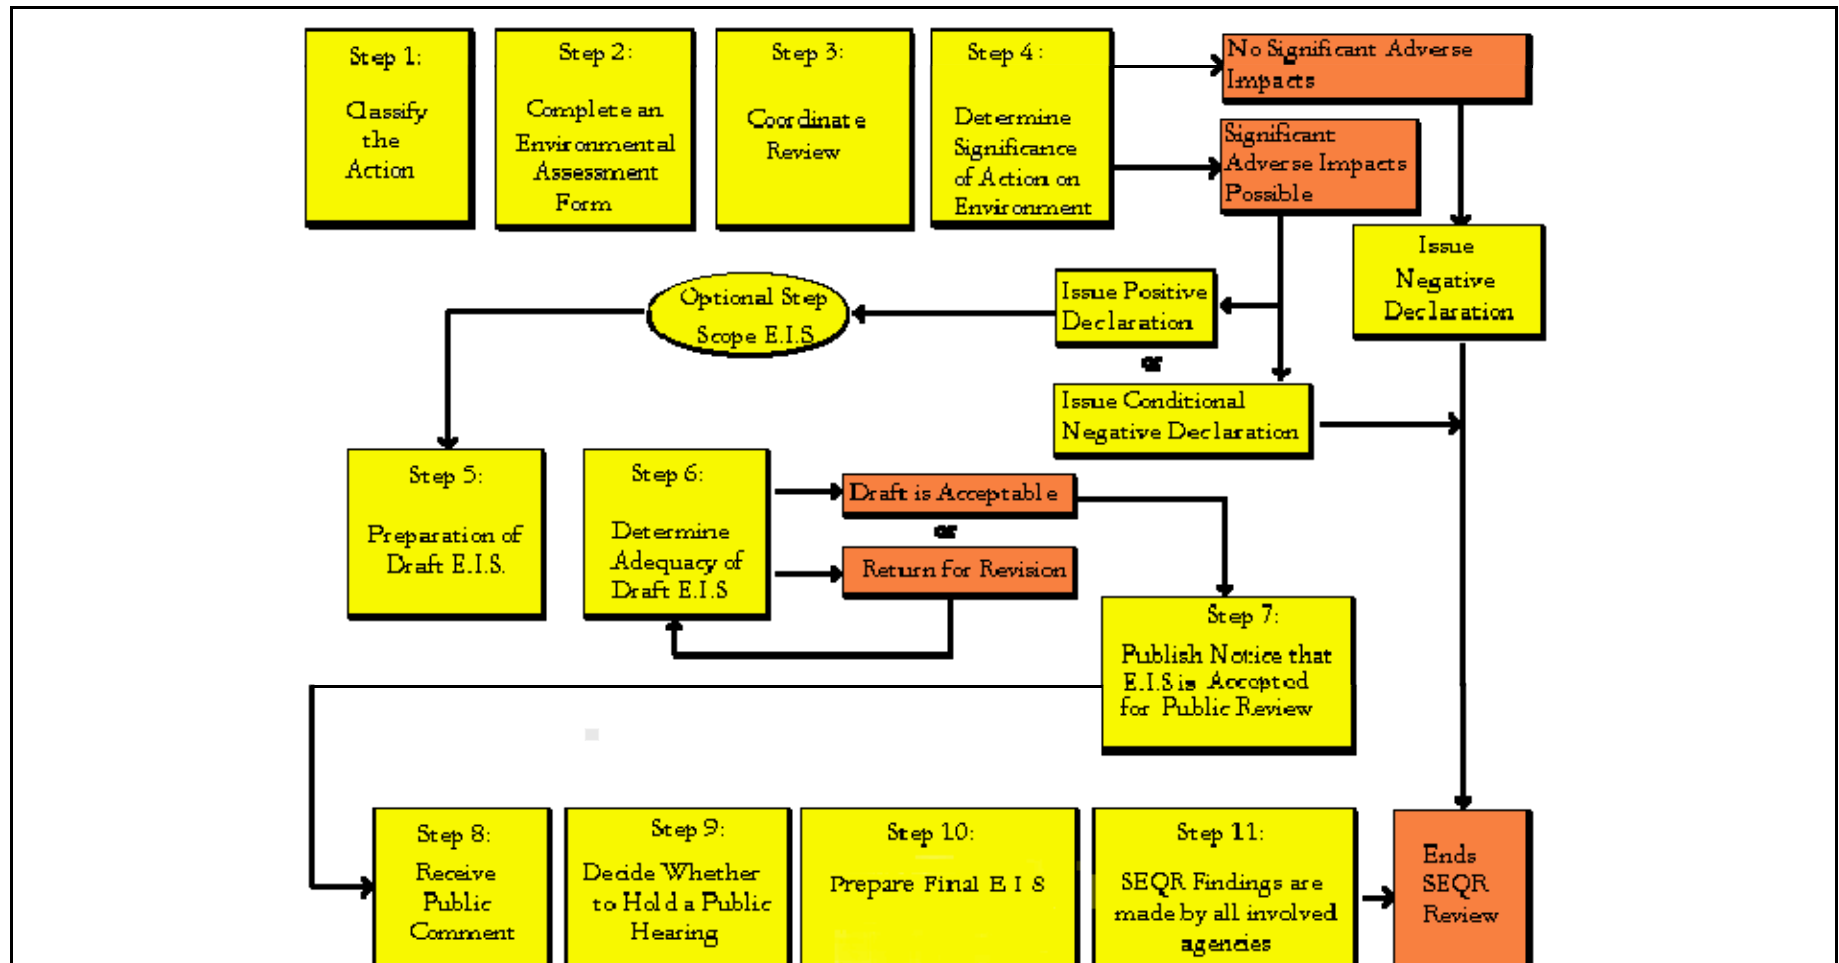 Step 1:
Classify
the
Action
Step 2:
Complete an
Environmental
Assessment
Form
Step 3:
Coordinate
Review
Step 4:
Determine
Significance
of Action on
Environment
No Significant Adverse
Impacts
Significant
Adverse Impacts
Possible
Issue
Negative
Declaration
Issue Positive
Declaration
or
Issue Conditional
Negative Declaration
Optional Step
Scope E.I.S
Step 5:
Preparation of
Draft E.I.S.
Step 6:
Determine
Adequacy of
Draft E.I.S
Draft is Acceptable
or
Return for Revision
Step 7:
Publish Notice that
E.I.S is Accepted
for Public Review
Step 8:
Receive
Public
Comment
Step 9:
Decide Whether
to Hold a Public
Hearing
Step 10:
Prepare Final E I S
Step 11:
SEQR Findings are
made by all involved
agencies
Ends
SEQR
Review